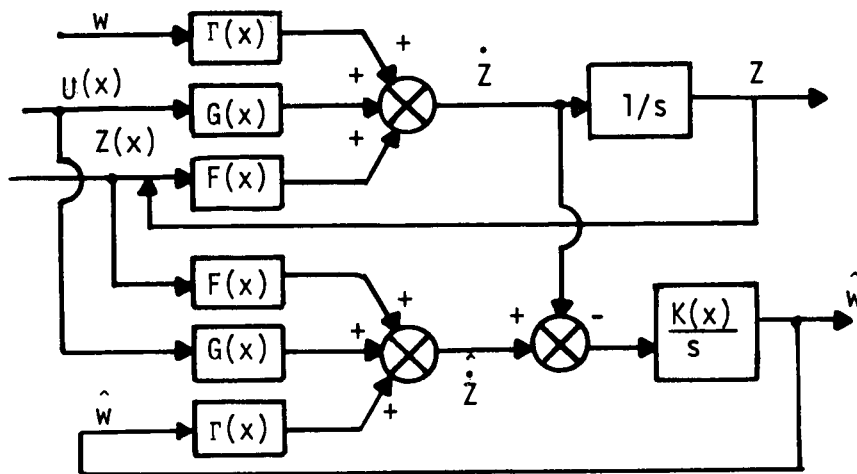 w
Γ(x)
+
Ż
Z
U(x)
+
G(x)
1/s
Z(x)
+
F(x)
F(x)
+
ŵ
+
-
K(x)
s
G(x)
+
Ż̂
ŵ
Γ(x)
+